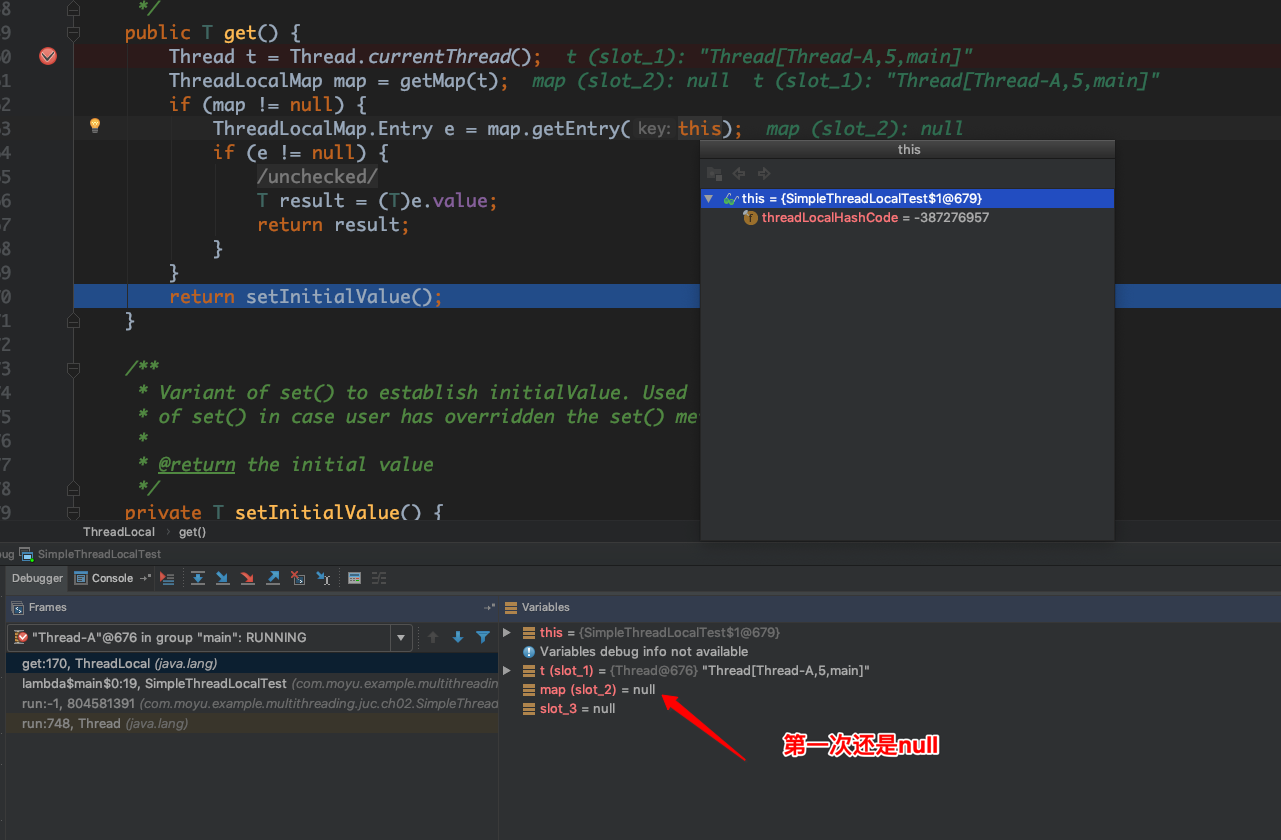 8 */
9 public T get() {
0 Thread t = Thread.currentThread(); t (slot_1): "Thread[Thread-A,5,main]"
1 ThreadLocalMap map = getMap(t); map (slot_2): null t (slot_1): "Thread[Thread-A,5,main]"
2 if (map != null) {
3 ThreadLocalMap.Entry e = map.getEntry( key: this); map (slot_2): null
4 if (e != null) {
5 /unchecked/
6 T result = (T)e.value;
7 return result;
8 }
9 }
0 return setInitialValue();
1 }
2
3 /**
4 * Variant of set() to establish initialValue. Used
5 * of set() in case user has overridden the set() me
6 *
7 * @return the initial value
8 */
9 private T setInitialValue() {
this
this = {SimpleThreadLocalTest$1@679}
f threadLocalHashCode = -387276957
ThreadLocal › get()
ug SimpleThreadLocalTest
Debugger Console
Frames
"Thread-A"@676 in group "main": RUNNING
get:170, ThreadLocal (java.lang)
lambda$main$0:19, SimpleThreadLocalTest (com.moyu.example.multithreadin
run:-1, 804581391 (com.moyu.example.multithreading.juc.ch02.SimpleThread
run:748, Thread (java.lang)
Variables
this = {SimpleThreadLocalTest$1@679}
Variables debug info not available
t (slot_1) = {Thread@676} "Thread[Thread-A,5,main]"
map (slot_2) = null
slot_3 = null
第一次还是null